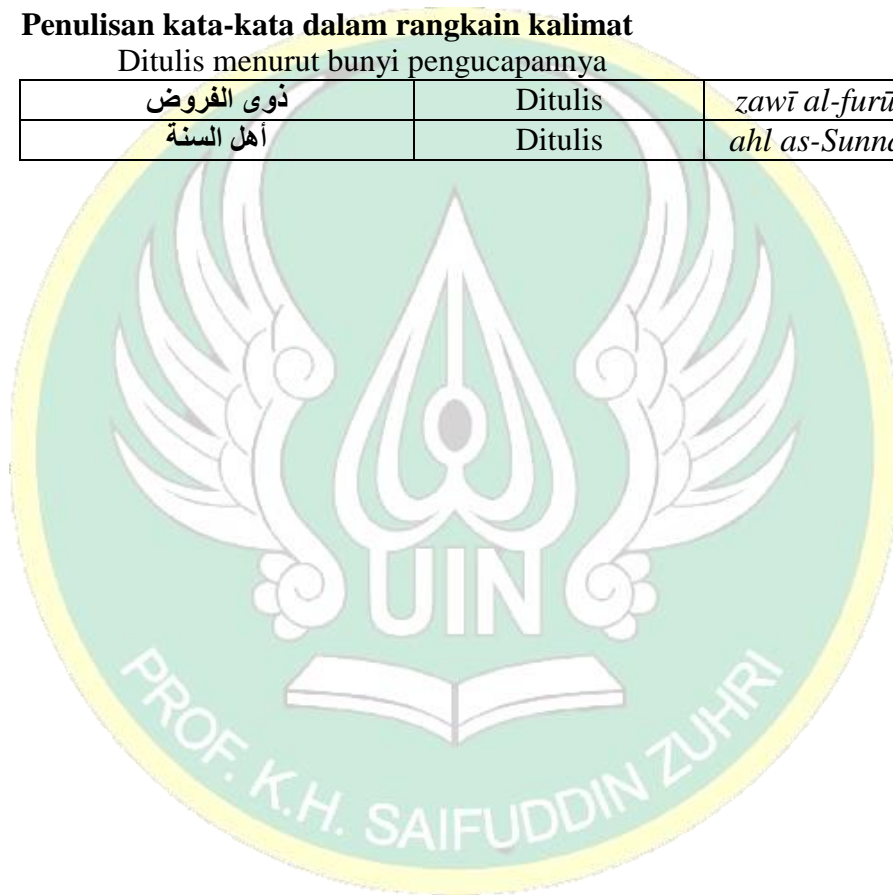 Penulisan kata-kata dalam rangkain kalimat
Ditulis menurut bunyi pengucapannya
ذوى الفروض Ditulis zawī al-furū
أهل السنة Ditulis ahl as-Sunna
UIN
PROF. K.H. SAIFUDDIN ZUHRI